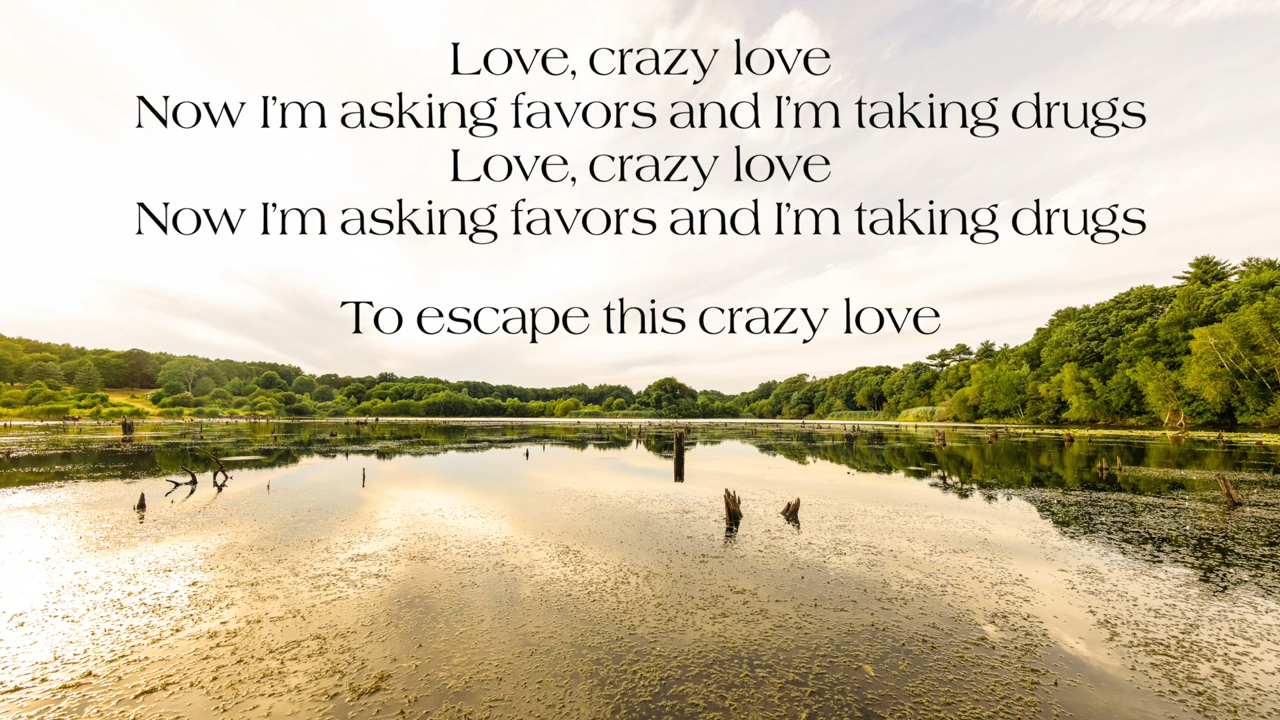 Love, crazy love
Now I'm asking favors and I'm taking drugs
Love, crazy love
Now I'm asking favors and I'm taking drugs
To escape this crazy love